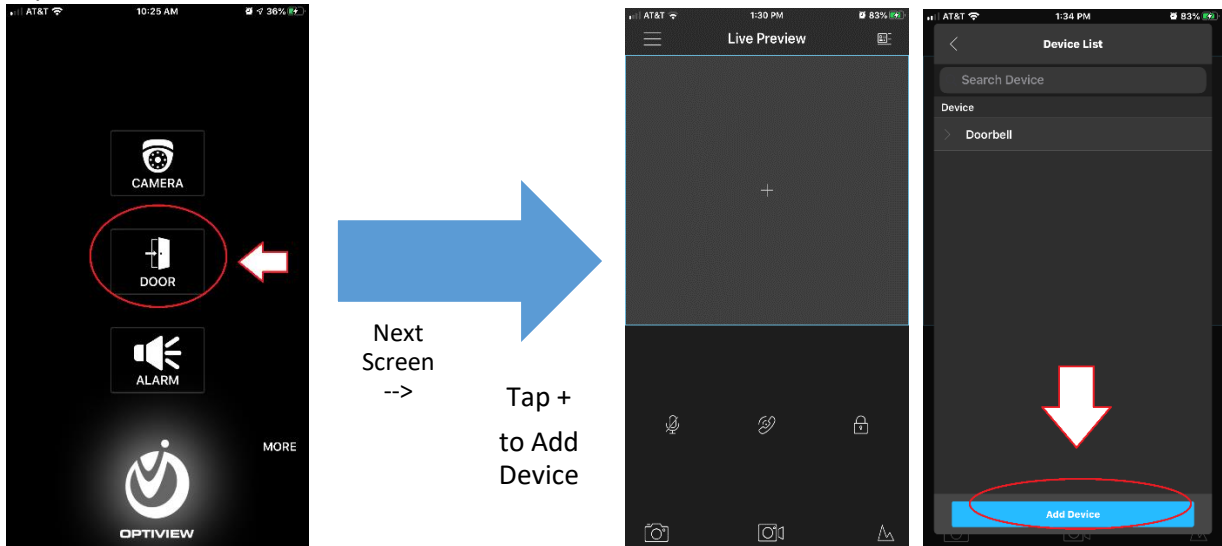 AT&T 10:25 AM 36%
CAMERA
DOOR
ALARM
MORE
OPTIVIEW
Next
Screen
-->
Tap +
to Add
Device
AT&T 1:30 PM 83%
Live Preview
AT&T 1:34 PM 83%
Device List
Search Device
Device
Doorbell
Add Device